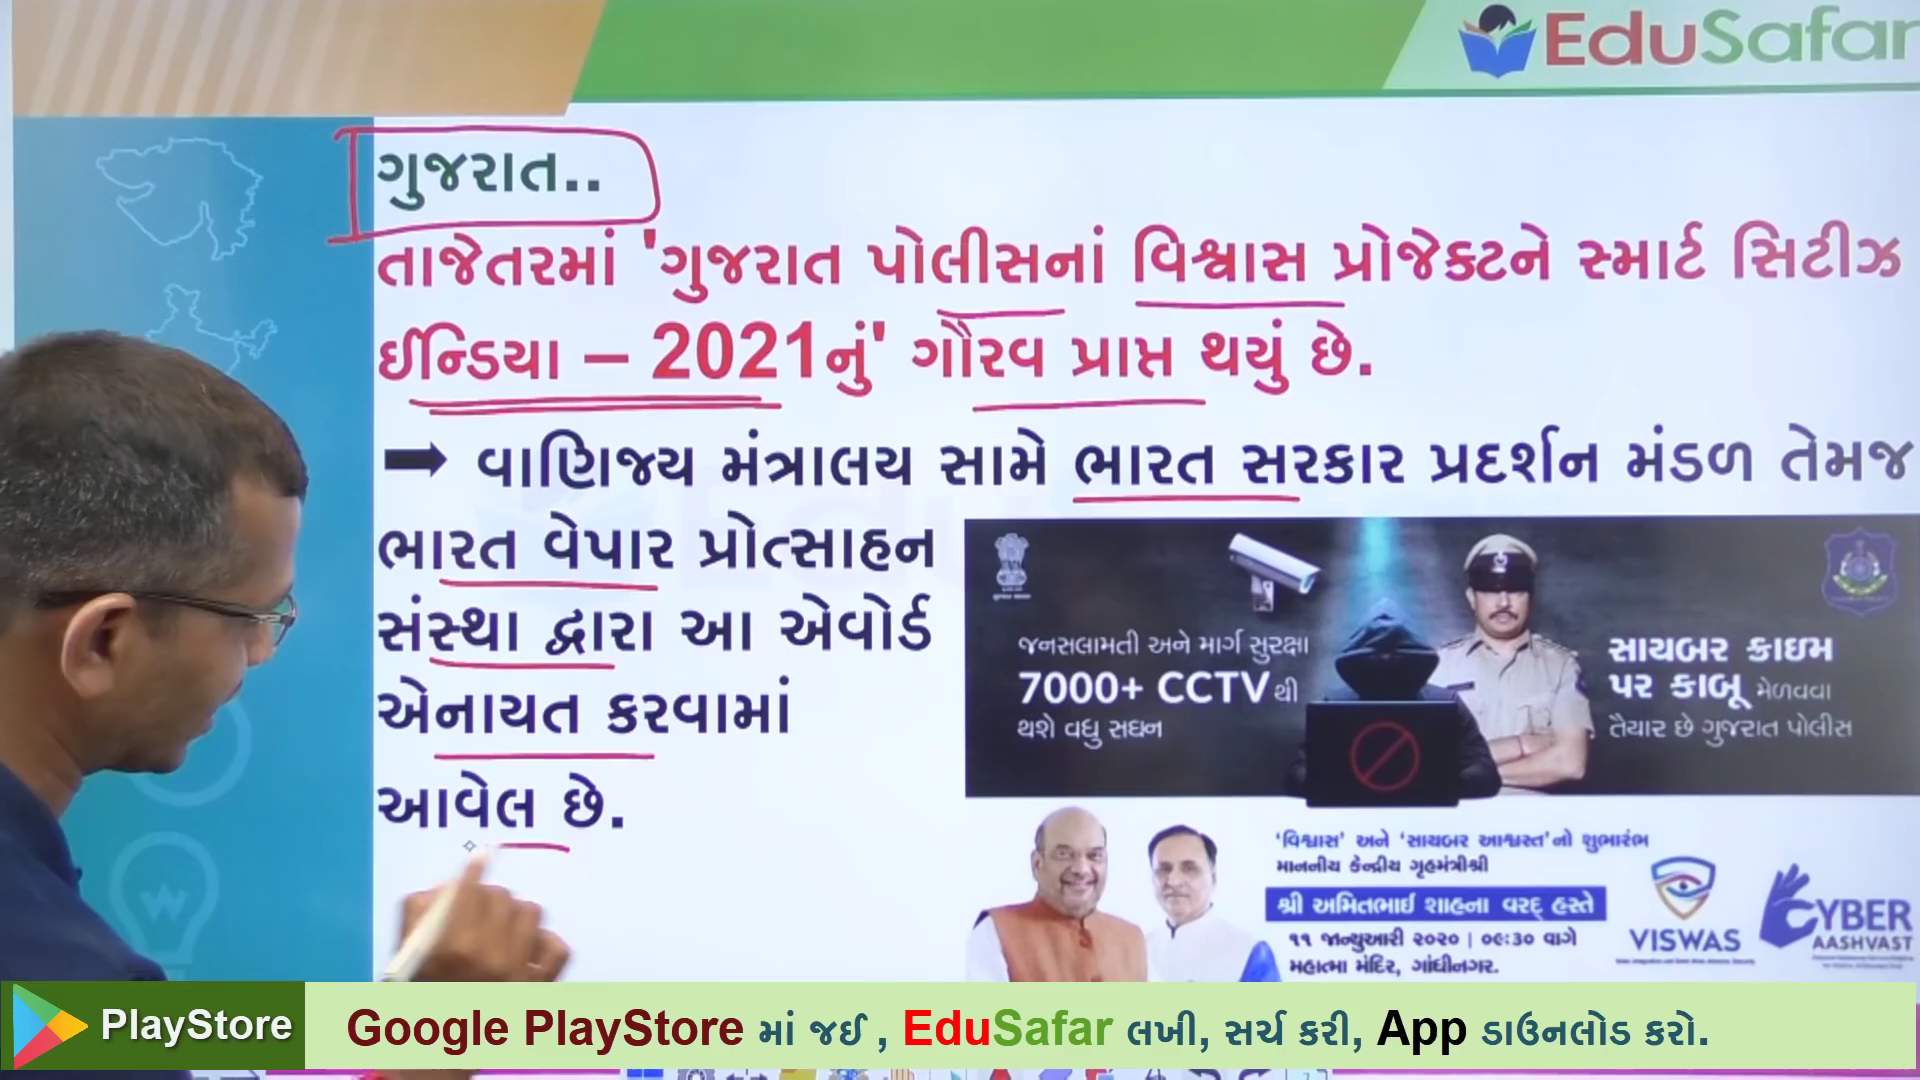 EduSafar
ગુજરાત..
તાજેતરમાં 'ગુજરાત પોલીસનાં વિશ્વાસ પ્રોજેક્ટને સ્માર્ટ સિટીઝ
ઈન્ડિયા – 2021નું' ગૌરવ પ્રાપ્ત થયું છે.
➡ વાણિજ્ય મંત્રાલય સામે ભારત સરકાર પ્રદર્શન મંડળ તેમજ
ભારત વેપાર પ્રોત્સાહન
સંસ્થા દ્વારા આ એવોર્ડ
એનાયત કરવામાં
આવેલ છે.
જનસલામતી અને માર્ગ સુરક્ષા
7000+ CCTV થી
થશે વધુ સઘન
સાયબર ક્રાઇમ
પર કાબૂ મેળવવા
તૈયાર છે ગુજરાત પોલીસ
'વિશ્વાસ' અને 'સાયબર આશ્વસ્ત'નો શુભારંભ
માનનીય કેન્દ્રીય ગૃહમંત્રીશ્રી
શ્રી અમિતભાઈ શાહના વરદ્ હસ્તે
૧૧ જાન્યુઆરી ૨૦૨૦ | ૦૯:૩૦ વાગે
મહાત્મા મંદિર, ગાંધીનગર.
VISWAS
CYBER
AASHVAST
PlayStore
Google PlayStore માં જઈ , EduSafar લખી, સર્ચ કરી, App ડાઉનલોડ કરો.